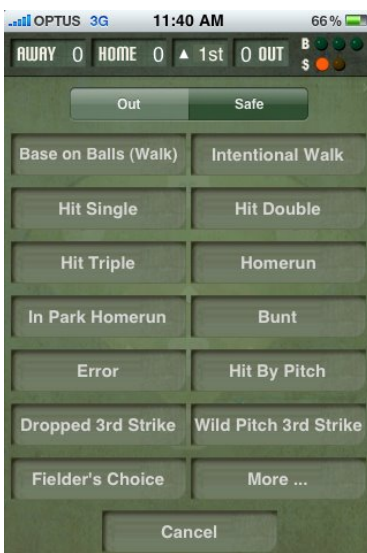 OPTUS 3G 11:40 AM 66%
AWAY 0 HOME 0 ▲ 1st 0 OUT B
S
Out Safe
Base on Balls (Walk) Intentional Walk
Hit Single Hit Double
Hit Triple Homerun
In Park Homerun Bunt
Error Hit By Pitch
Dropped 3rd Strike Wild Pitch 3rd Strike
Fielder's Choice More ...
Cancel